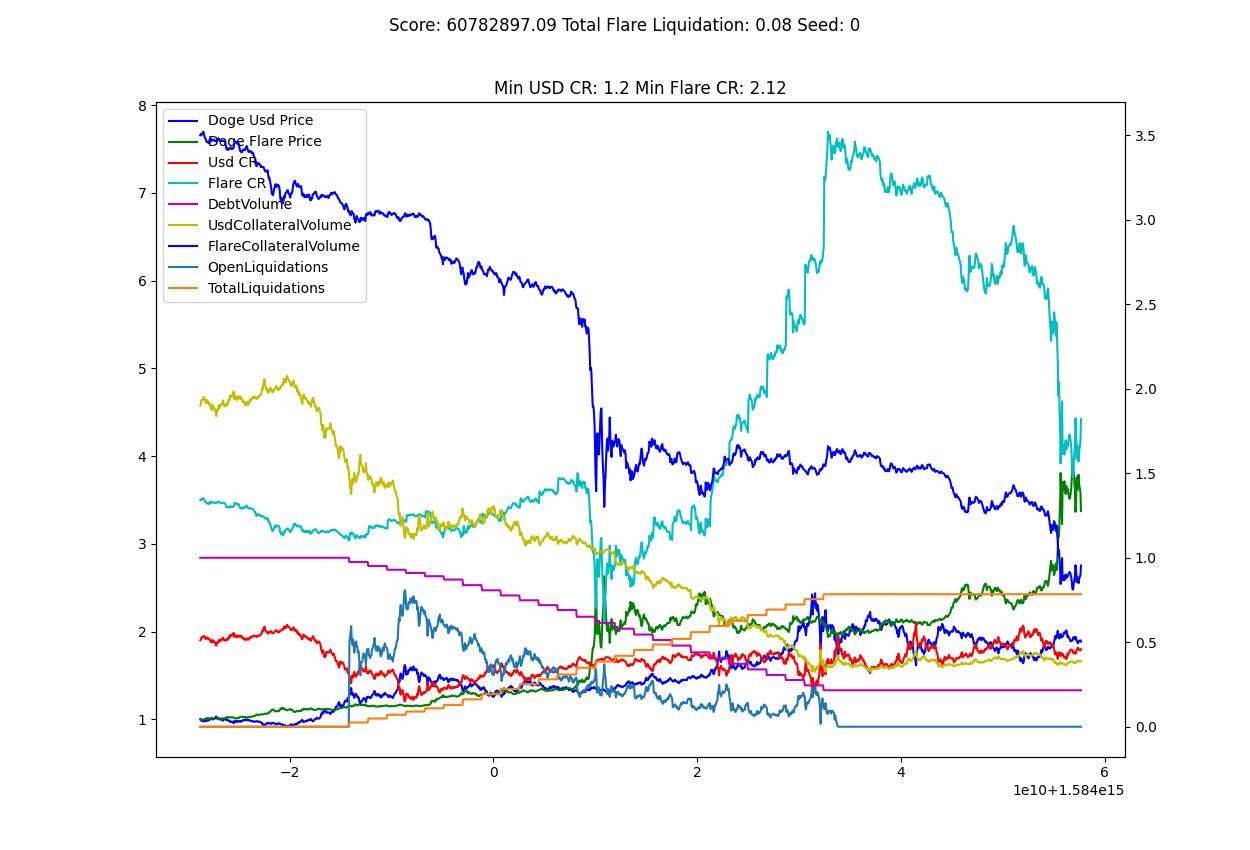 Score: 60782897.09 Total Flare Liquidation: 0.08 Seed: 0
Min USD CR: 1.2 Min Flare CR: 2.12
8
7
6
5
4
3
2
1
Doge Usd Price
Doge Flare Price
Usd CR
Flare CR
DebtVolume
UsdCollateralVolume
FlareCollateralVolume
OpenLiquidations
TotalLiquidations
3.5
3.0
2.5
2.0
1.5
1.0
0.5
0.0
−2 0 2 4 6
1e10+1.584e15